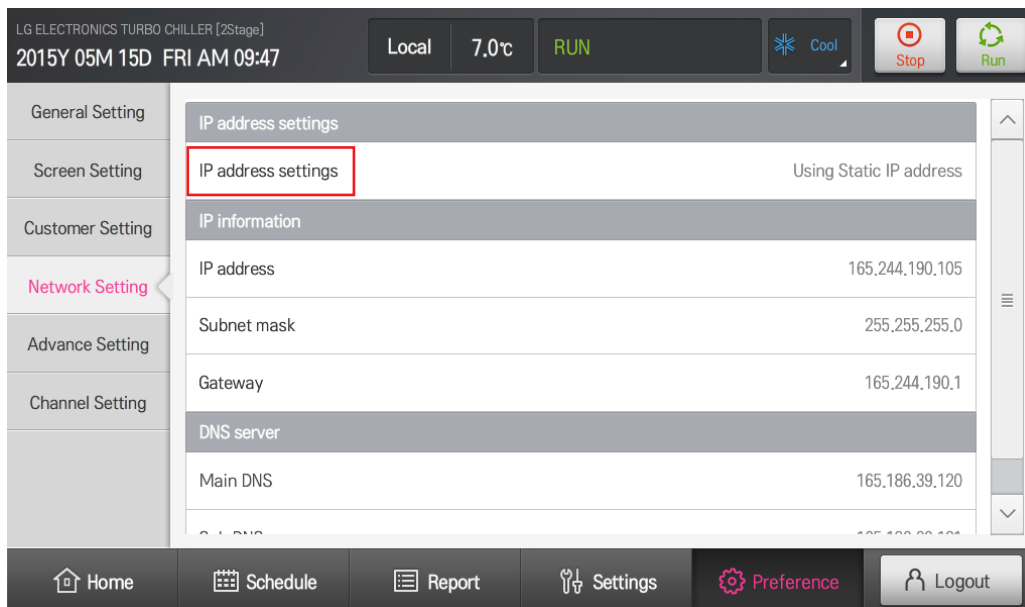 LG ELECTRONICS TURBO CHILLER [2Stage]
2015Y 05M 15D FRI AM 09:47
Local
7.0℃
RUN
Cool
Stop
Run
General Setting
Screen Setting
Customer Setting
Network Setting
Advance Setting
Channel Setting
IP address settings
IP address settings Using Static IP address
IP information
IP address 165.244.190.105
Subnet mask 255.255.255.0
Gateway 165.244.190.1
DNS server
Main DNS 165.186.39.120
Home
Schedule
Report
Settings
Preference
Logout